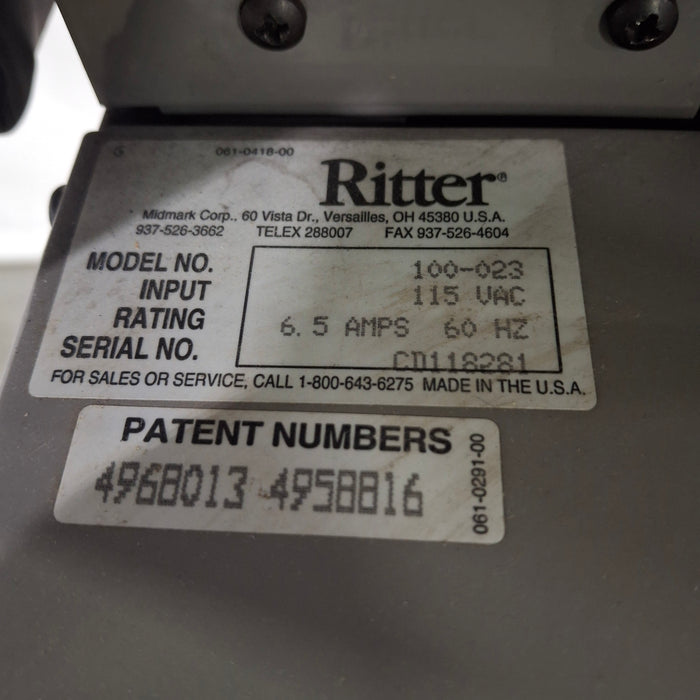 061-0418-00
Ritter®
Midmark Corp., 60 Vista Dr., Versailles, OH 45380 U.S.A.
937-526-3662 TELEX 288007 FAX 937-526-4604
MODEL NO. 100-023
INPUT 115 VAC
RATING 6.5 AMPS 60 HZ
SERIAL NO. CD118281
FOR SALES OR SERVICE, CALL 1-800-643-6275 MADE IN THE U.S.A.
PATENT NUMBERS
4968013 4958816
061-0291-00